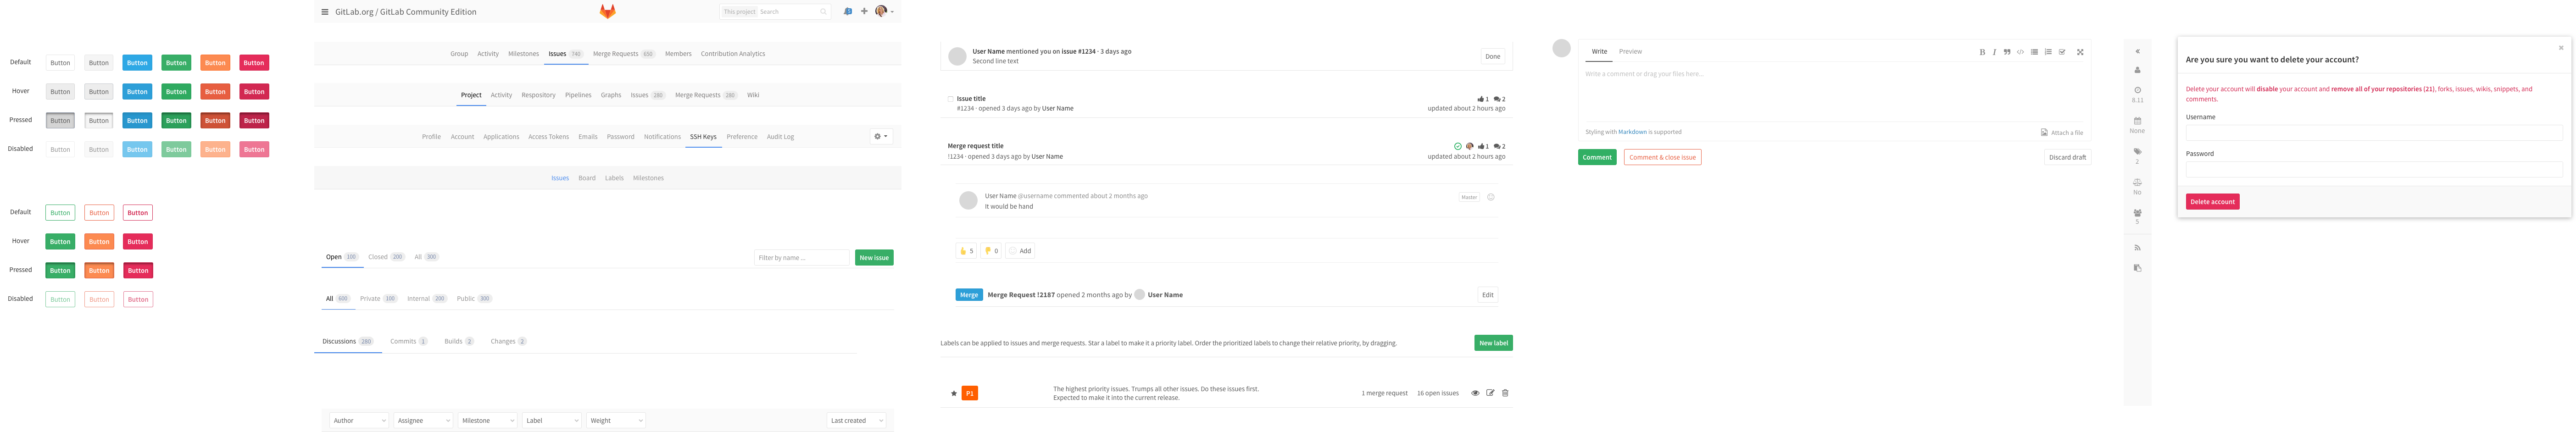 Default Button Button Button Button Button Button
Hover Button Button Button Button Button Button
Pressed Button Button Button Button Button Button
Disabled Button Button Button Button Button Button
Default Button Button Button
Hover Button Button Button
Pressed Button Button Button
Disabled Button Button Button
GitLab.org / GitLab Community Edition This project Search
Group Activity Milestones Issues 740 Merge Requests 650 Members Contribution Analytics
Project Activity Respository Pipelines Graphs Issues 280 Merge Requests 280 Wiki
Profile Account Applications Access Tokens Emails Password Notifications SSH Keys Preference Audit Log
Issues Board Labels Milestones
Open 100 Closed 200 All 300 Filter by name ... New issue
All 600 Private 100 Internal 200 Public 300
Discussions 280 Commits 1 Builds 2 Changes 2
Author Assignee Milestone Label Weight Last created
User Name mentioned you on issue #1234 · 3 days ago
Second line text
Done
Issue title 1 2
#1234 · opened 3 days ago by User Name updated about 2 hours ago
Merge request title 1 2
!1234 · opened 3 days ago by User Name updated about 2 hours ago
User Name @username commented about 2 months ago Master
It would be hand
5 0 Add
Merge Merge Request !2187 opened 2 months ago by User Name Edit
Labels can be applied to issues and merge requests. Star a label to make it a priority label. Order the prioritized labels to change their relative priority, by dragging. New label
P1 The highest priority issues. Trumps all other issues. Do these issues first.
Expected to make it into the current release.
1 merge request 16 open issues
Write Preview B I
Write a comment or drag your files here...
Styling with Markdown is supported Attach a file
Comment Comment & close issue Discard draft
«
8.11
None
2
No
5
×
Are you sure you want to delete your account?
Delete your account will disable your account and remove all of your repositories (21), forks, issues, wikis, snippets, and
comments.
Username
Password
Delete account